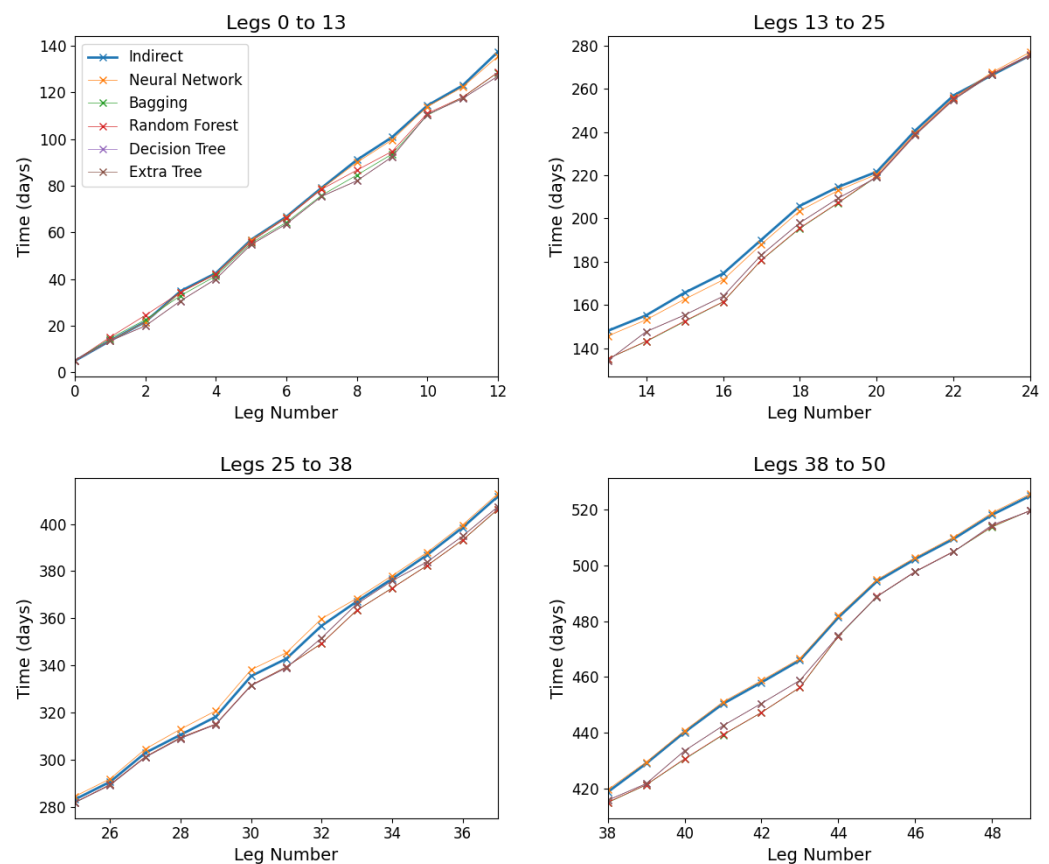 Legs 0 to 13
Time (days)
140
120
100
80
60
40
20
0
Indirect
Neural Network
Bagging
Random Forest
Decision Tree
Extra Tree
0 2 4 6 8 10 12
Leg Number
Legs 13 to 25
Time (days)
280
260
240
220
200
180
160
140
14 16 18 20 22 24
Leg Number
Legs 25 to 38
Time (days)
400
380
360
340
320
300
280
26 28 30 32 34 36
Leg Number
Legs 38 to 50
Time (days)
520
500
480
460
440
420
38 40 42 44 46 48
Leg Number